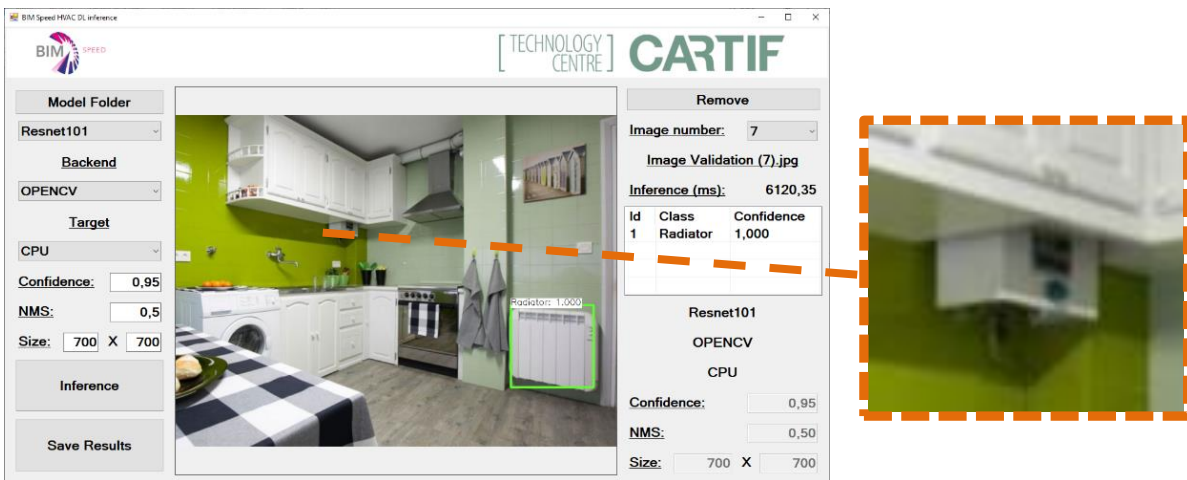 BIM Speed HVAC DL inference
BIM SPEED
[ TECHNOLOGY CENTRE ] CARTIF
Model Folder
Resnet101
Backend
OPENCV
Target
CPU
Confidence: 0,95
NMS: 0,5
Size: 700 X 700
Inference
Save Results
Radiator: 1.000
Remove
Image number: 7
Image Validation (7).jpg
Inference (ms): 6120,35
Id Class Confidence
1 Radiator 1,000
Resnet101
OPENCV
CPU
Confidence: 0,95
NMS: 0,50
Size: 700 X 700